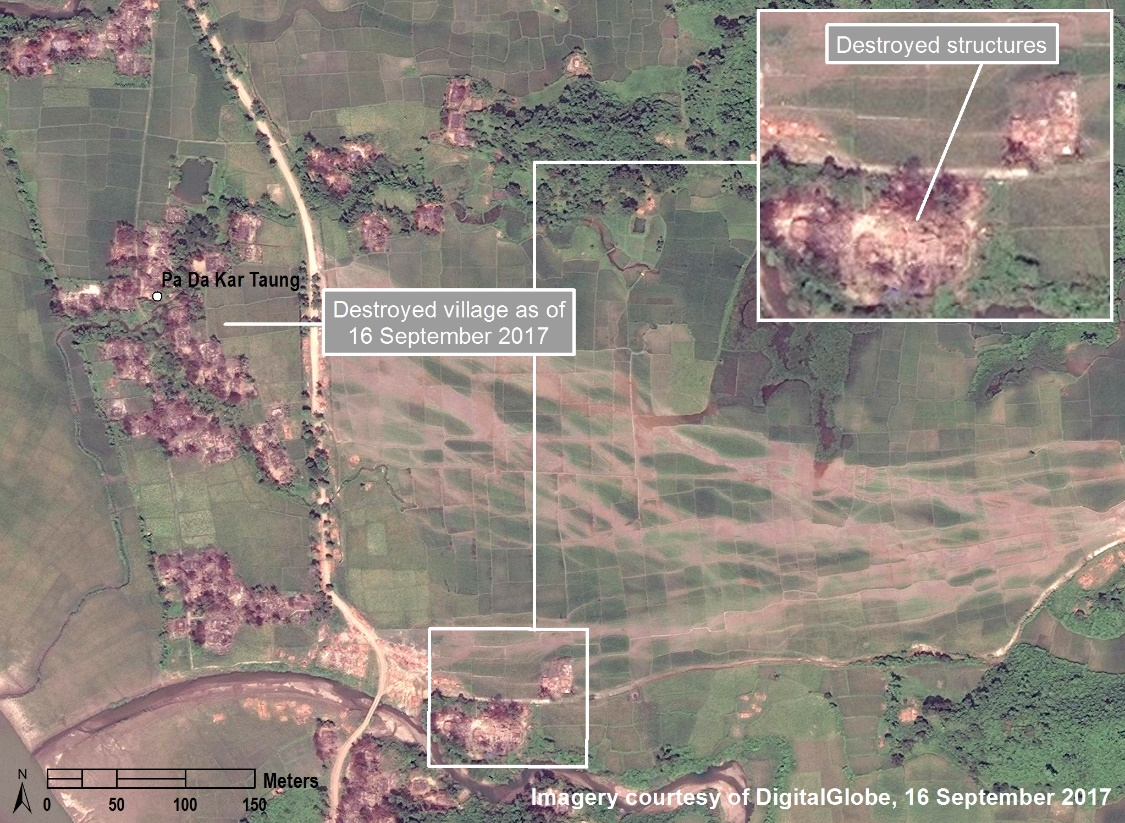 Destroyed structures
Pa Da Kar Taung
Destroyed village as of
16 September 2017
N
Meters
0 50 100 150
Imagery courtesy of DigitalGlobe, 16 September 2017